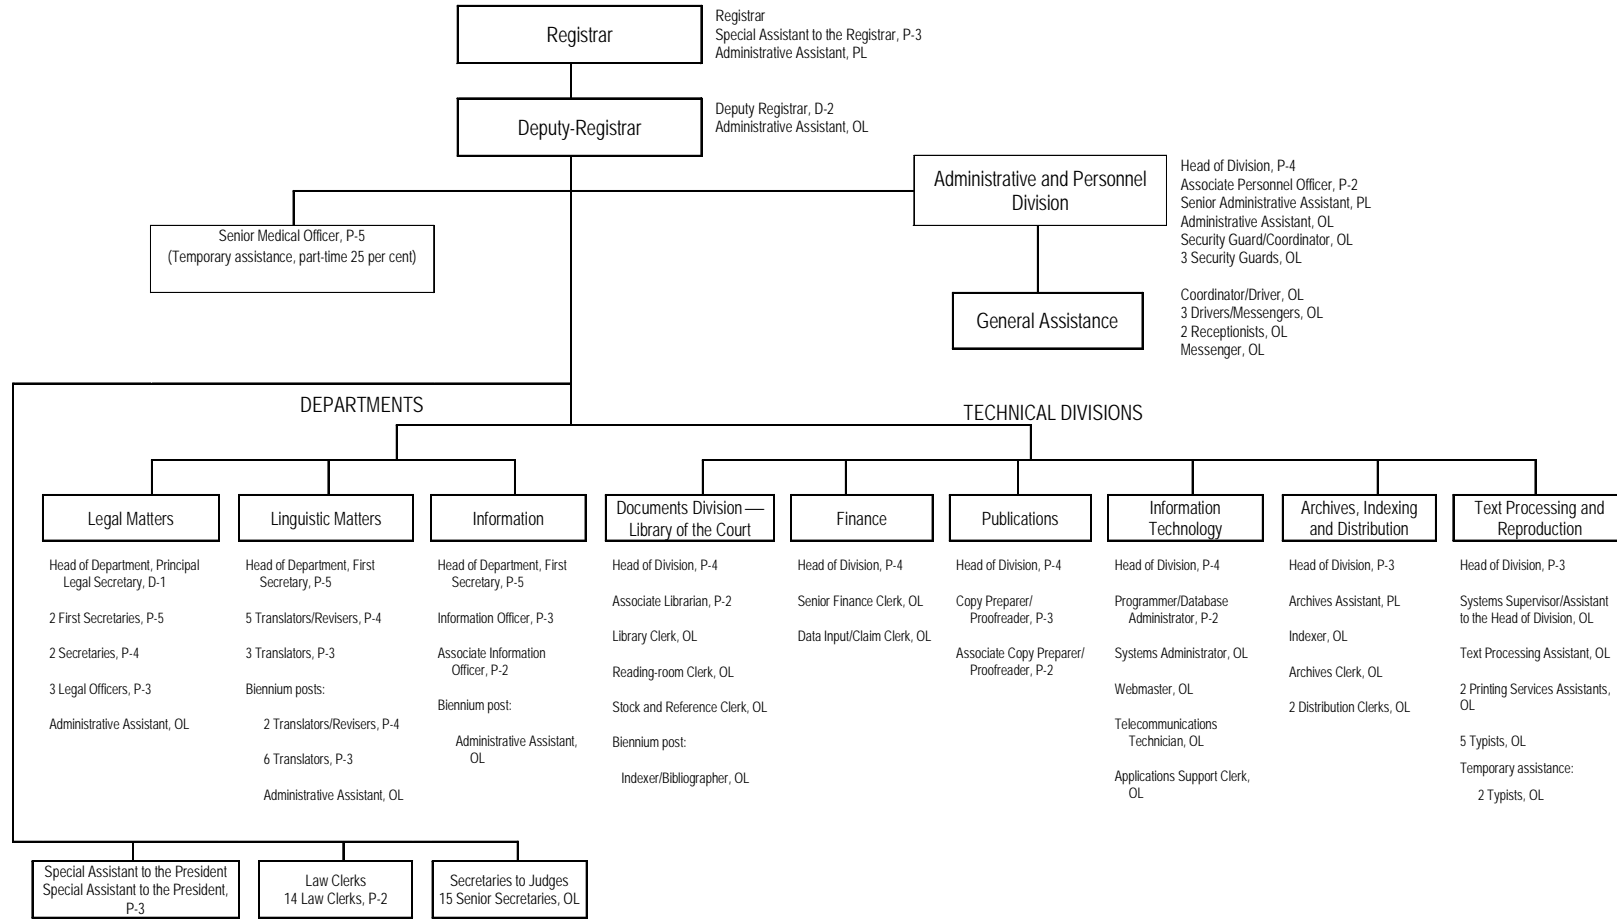 Registrar
Registrar
Special Assistant to the Registrar, P-3
Administrative Assistant, PL
Deputy-Registrar
Deputy Registrar, D-2
Administrative Assistant, OL
Administrative and Personnel
Division
Head of Division, P-4
Associate Personnel Officer, P-2
Senior Administrative Assistant, PL
Administrative Assistant, OL
Security Guard/Coordinator, OL
3 Security Guards, OL
Senior Medical Officer, P-5
(Temporary assistance, part-time 25 per cent)
General Assistance
Coordinator/Driver, OL
3 Drivers/Messengers, OL
2 Receptionists, OL
Messenger, OL
DEPARTMENTS
TECHNICAL DIVISIONS
Legal Matters
Head of Department, Principal
Legal Secretary, D-1
2 First Secretaries, P-5
2 Secretaries, P-4
3 Legal Officers, P-3
Administrative Assistant, OL
Linguistic Matters
Head of Department, First
Secretary, P-5
5 Translators/Revisers, P-4
3 Translators, P-3
Biennium posts:
2 Translators/Revisers, P-4
6 Translators, P-3
Administrative Assistant, OL
Information
Head of Department, First
Secretary, P-5
Information Officer, P-3
Associate Information
Officer, P-2
Biennium post:
Administrative Assistant,
OL
Documents Division —
Library of the Court
Head of Division, P-4
Associate Librarian, P-2
Library Clerk, OL
Reading-room Clerk, OL
Stock and Reference Clerk, OL
Biennium post:
Indexer/Bibliographer, OL
Finance
Head of Division, P-4
Senior Finance Clerk, OL
Data Input/Claim Clerk, OL
Publications
Head of Division, P-4
Copy Preparer/
Proofreader, P-3
Associate Copy Preparer/
Proofreader, P-2
Information
Technology
Head of Division, P-4
Programmer/Database
Administrator, P-2
Systems Administrator, OL
Webmaster, OL
Telecommunications
Technician, OL
Applications Support Clerk,
OL
Archives, Indexing
and Distribution
Head of Division, P-3
Archives Assistant, PL
Indexer, OL
Archives Clerk, OL
2 Distribution Clerks, OL
Text Processing and
Reproduction
Head of Division, P-3
Systems Supervisor/Assistant
to the Head of Division, OL
Text Processing Assistant, OL
2 Printing Services Assistants,
OL
5 Typists, OL
Temporary assistance:
2 Typists, OL
Special Assistant to the President
Special Assistant to the President,
P-3
Law Clerks
14 Law Clerks, P-2
Secretaries to Judges
15 Senior Secretaries, OL